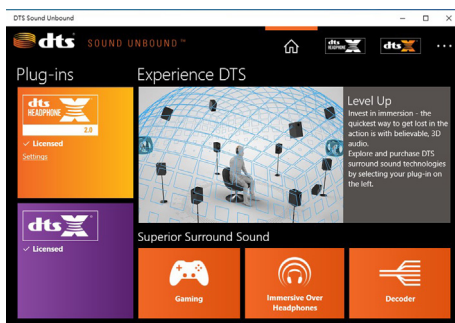 DTS Sound Unbound
dts SOUND UNBOUND™
dts HEADPHONE X
dts X
Plug-ins
dts
HEADPHONE X
2.0
✓ Licensed
Settings
dts X
✓ Licensed
Experience DTS
Level Up
Invest in immersion - the
quickest way to get lost in the
action is with believable, 3D
audio.
Explore and purchase DTS
surround sound technologies
by selecting your plug-in on
the left.
Superior Surround Sound
Gaming
Immersive Over
Headphones
Decoder